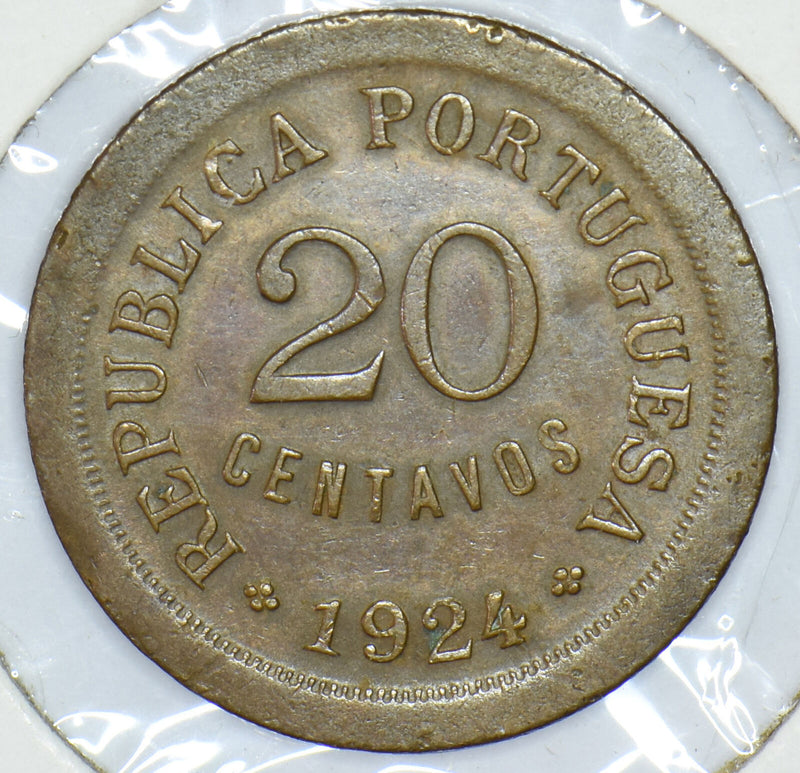 REPUBLICA PORTUGUESA
20
CENTAVOS
1924